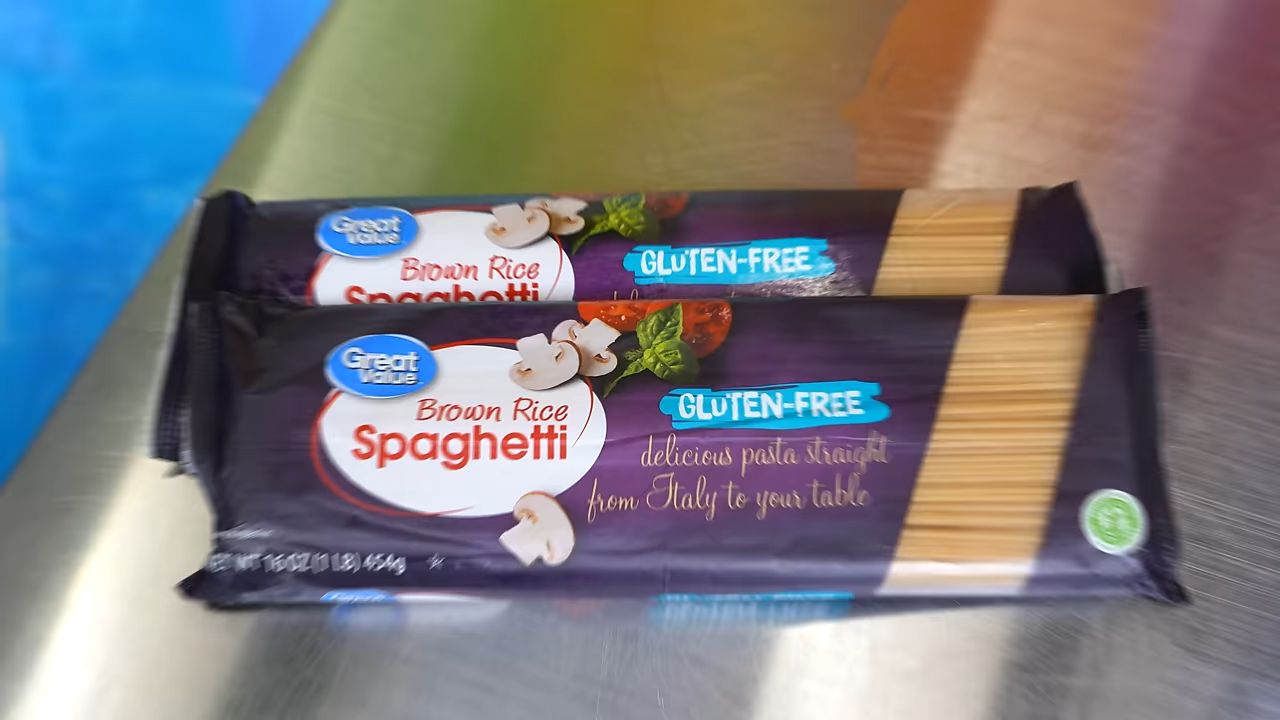 Great
Value
Brown Rice
Spaghetti
GLUTEN-FREE
Great
Value
Brown Rice
Spaghetti
GLUTEN-FREE
delicious pasta straight
from Italy to your table
NET WT 16 OZ (1 LB) 454g